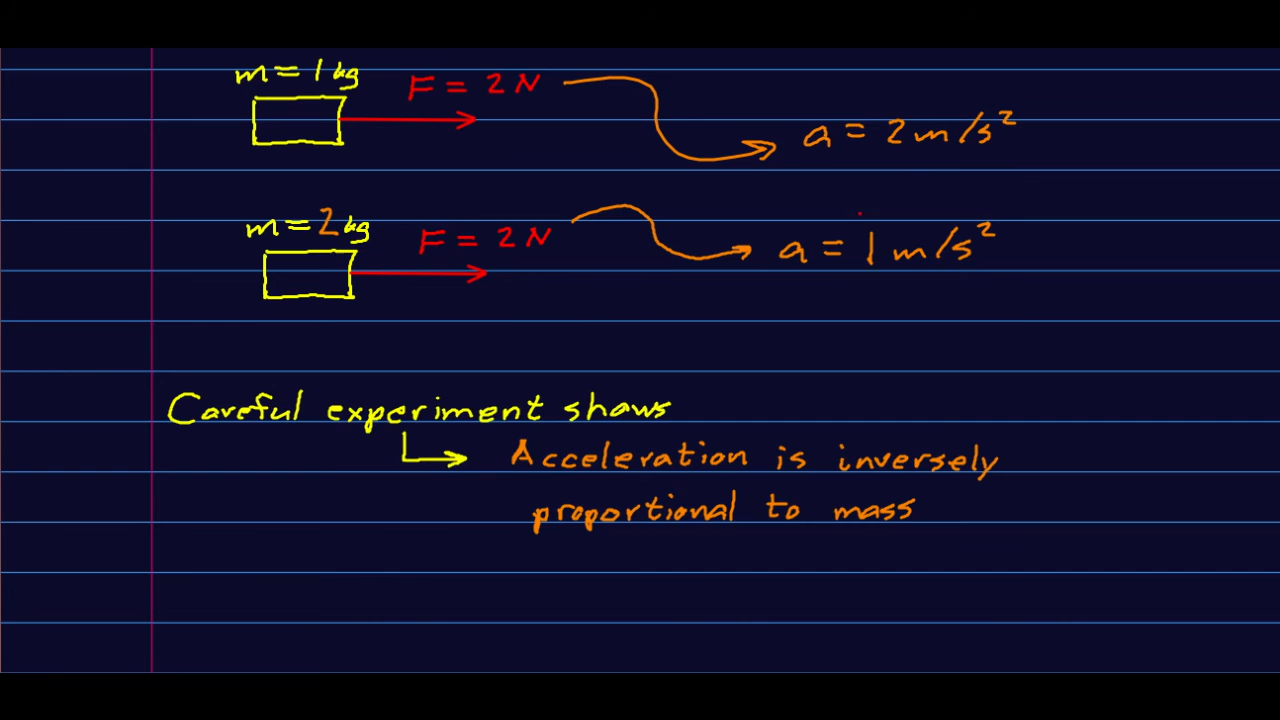 m = 1 kg
F = 2 N
a = 2 m/s²
m = 2 kg
F = 2 N
a = 1 m/s²
Careful experiment shows
Acceleration is inversely
proportional to mass